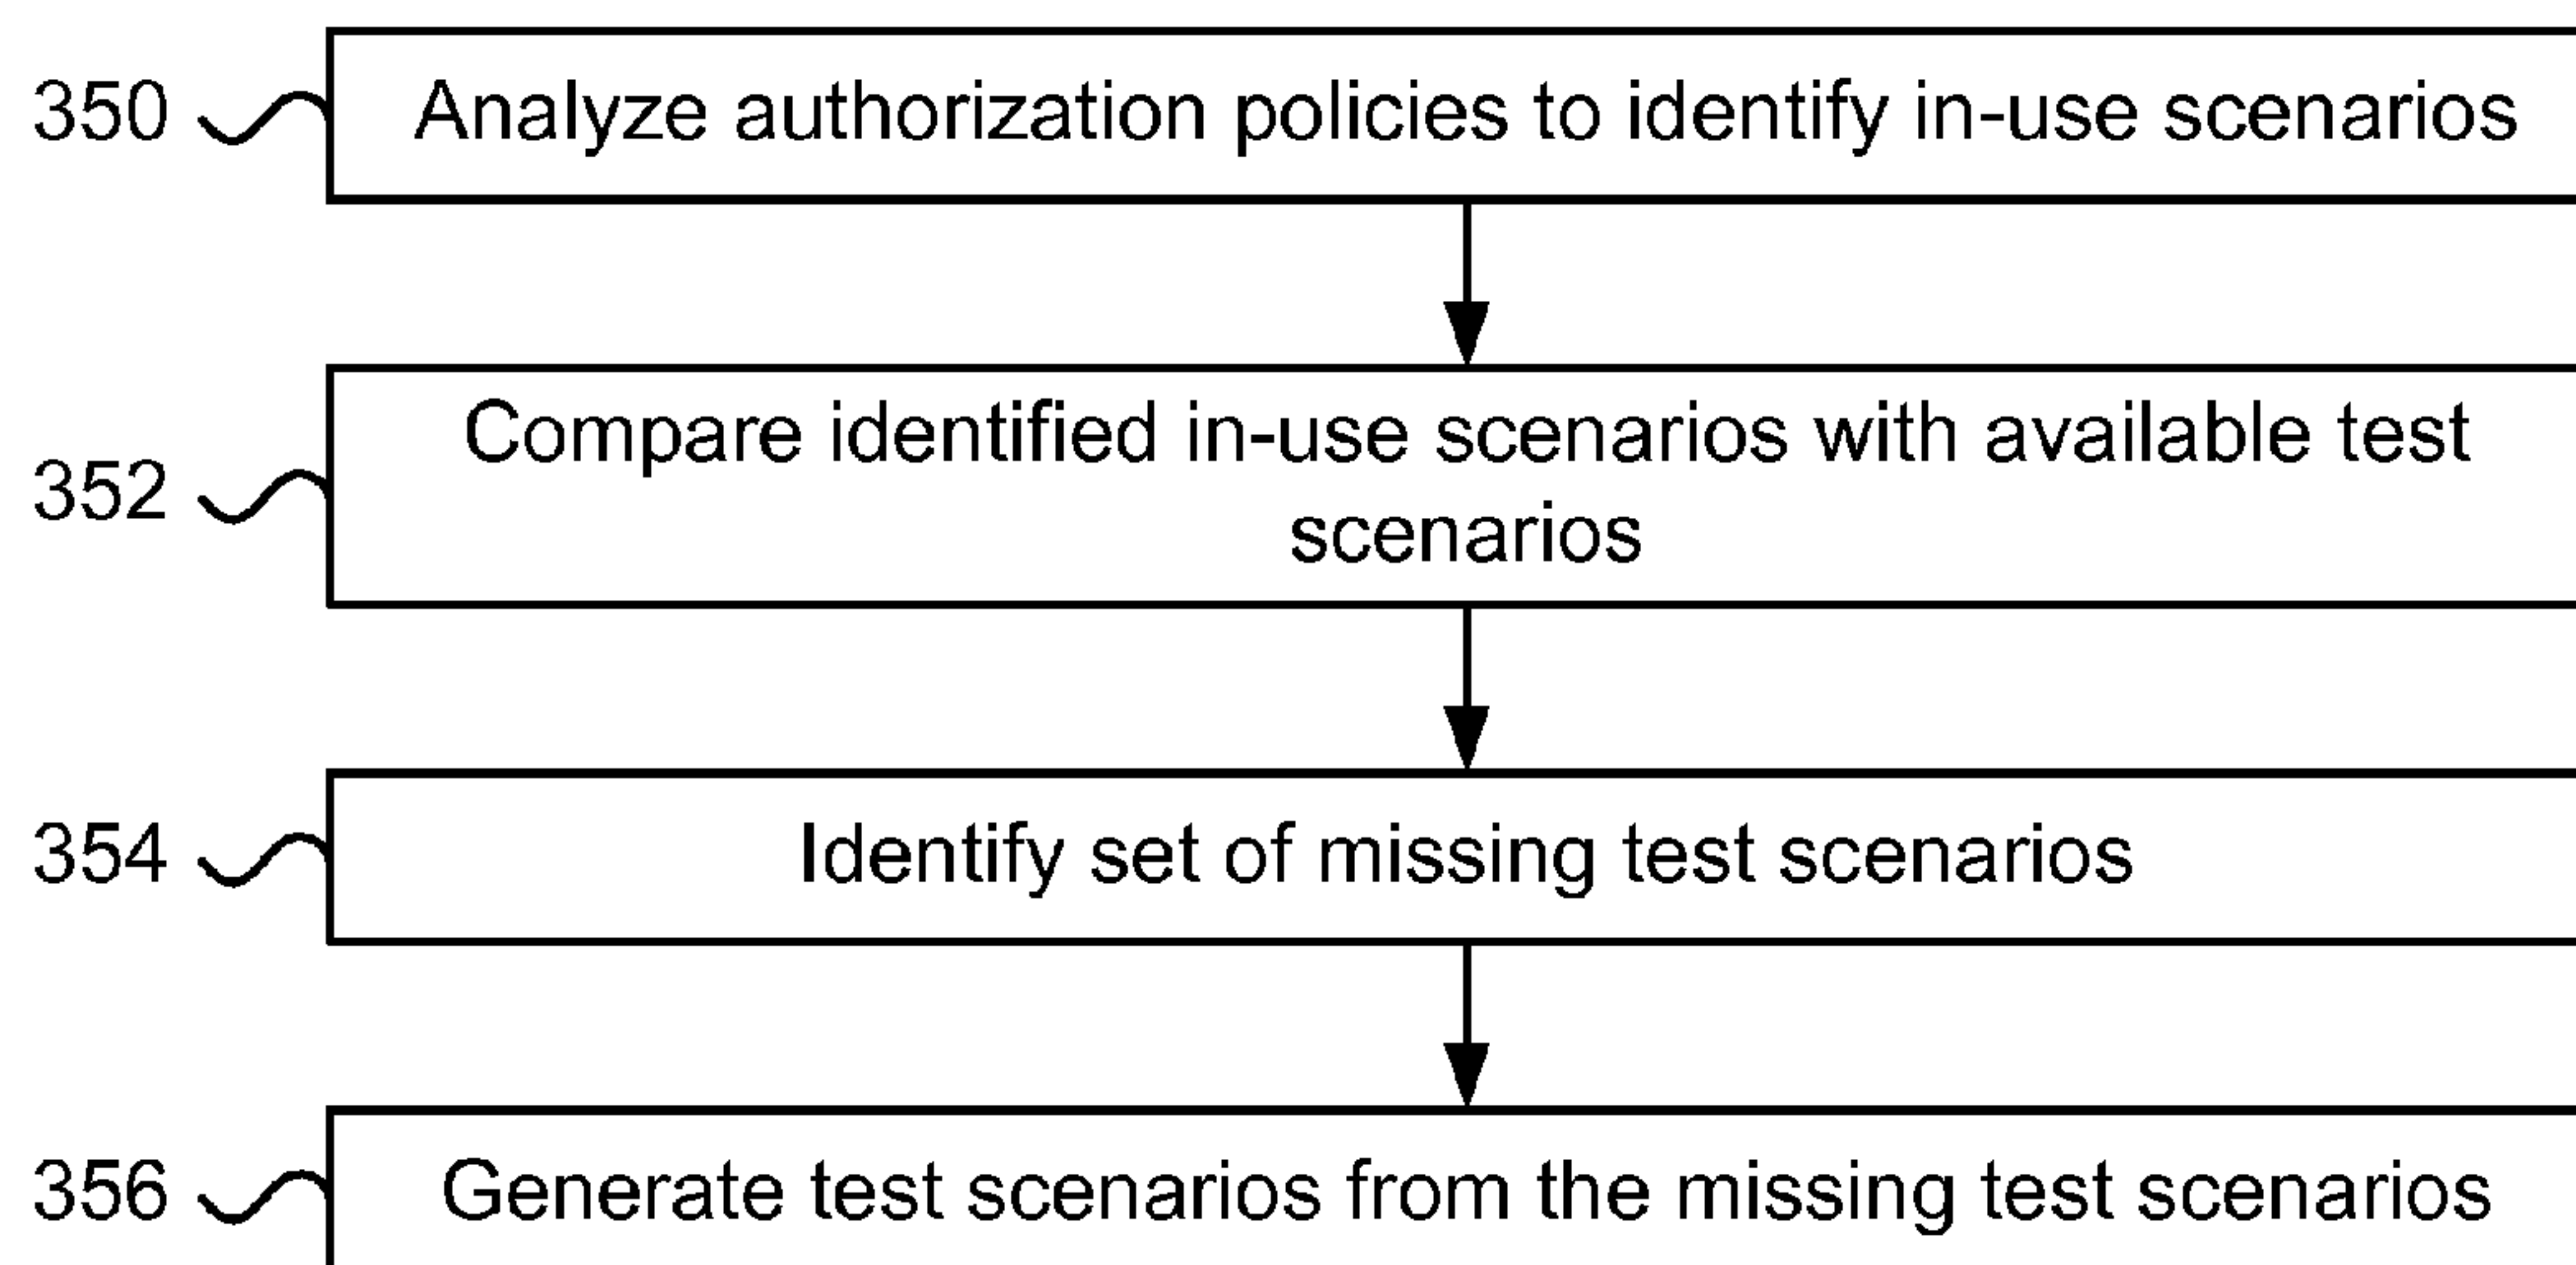 350
Analyze authorization policies to identify in-use scenarios
352
Compare identified in-use scenarios with available test
scenarios
354
Identify set of missing test scenarios
356
Generate test scenarios from the missing test scenarios